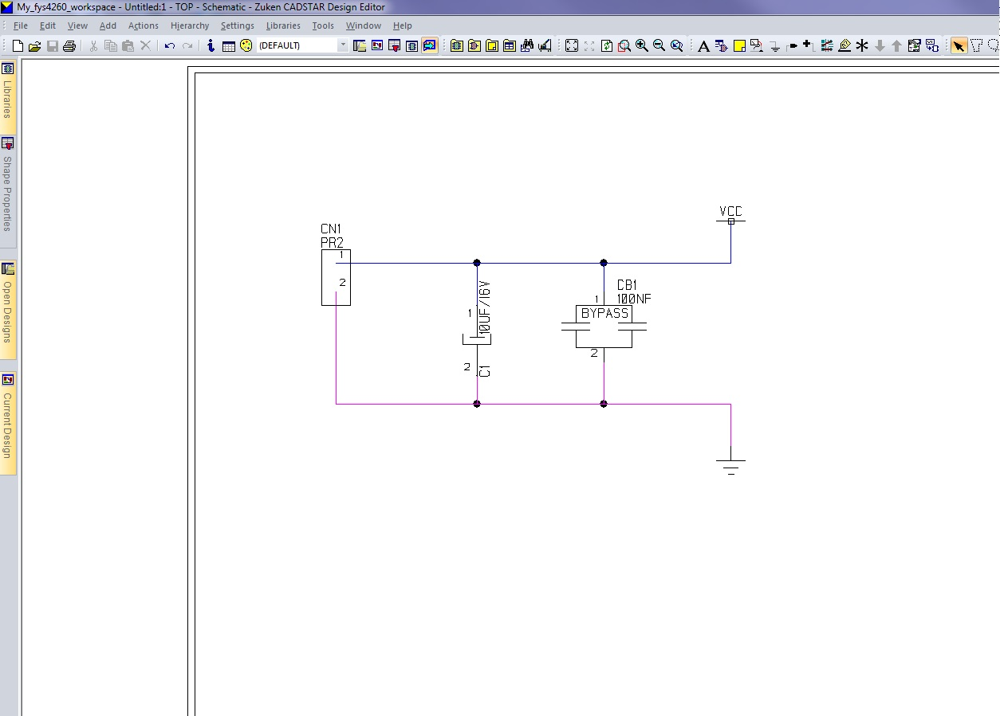 My_fys4260_workspace - Untitled:1 - TOP - Schematic - Zuken CADSTAR Design Editor
File Edit View Add Actions Hierarchy Settings Libraries Tools Window Help
(DEFAULT)
Libraries
Shape Properties
Open Designs
Current Design
VCC
CN1
PR2
1
2
10UF/16V
1
2
C1
CB1
100NF
1
BYPASS
2